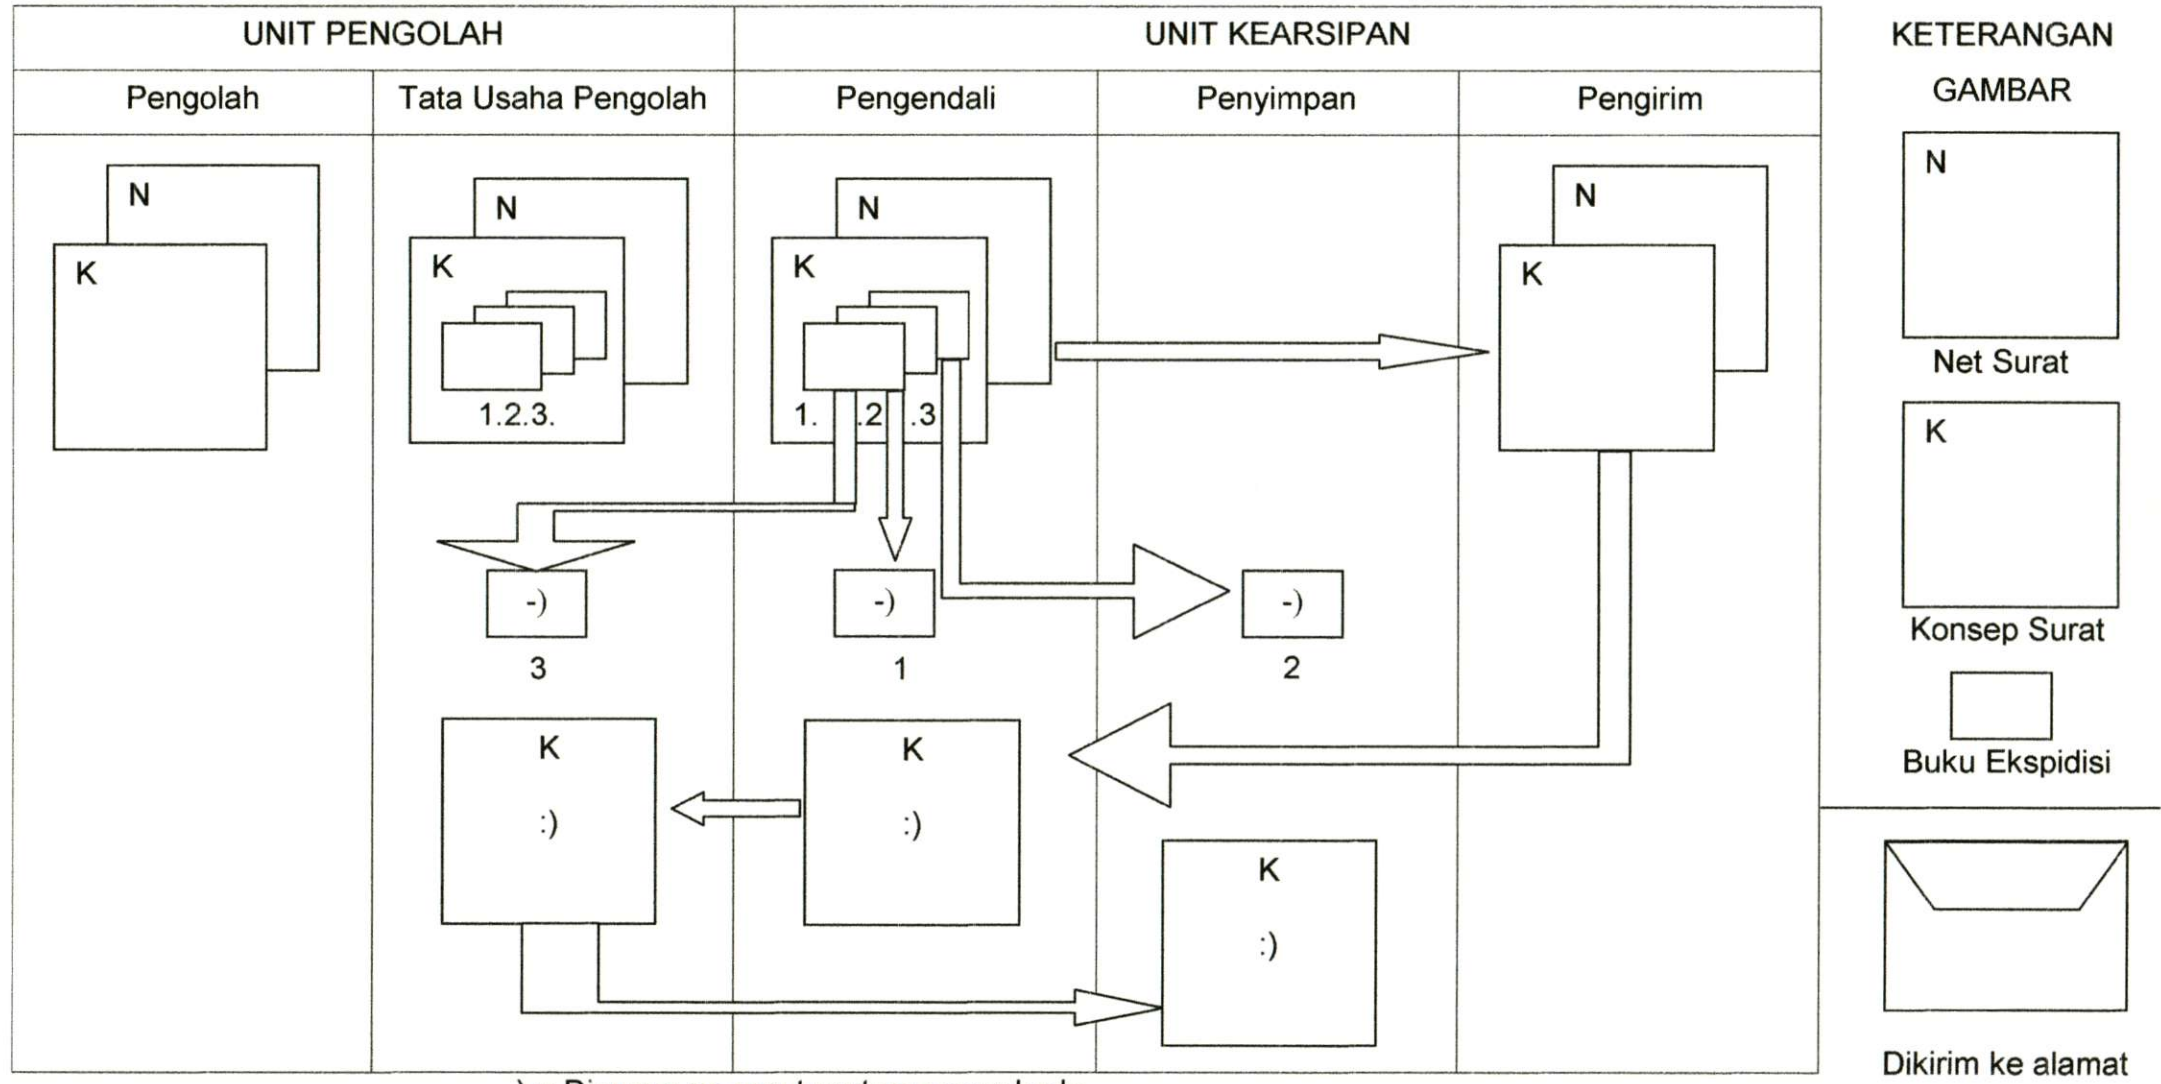 UNIT PENGOLAH
UNIT KEARSIPAN
KETERANGAN
GAMBAR
Pengolah
Tata Usaha Pengolah
Pengendali
Penyimpan
Pengirim
N
K
N
K
1.2.3.
N
K
1. .2 .3
N
K
N
Net Surat
K
Konsep Surat
Buku Ekspidisi
-)
3
-)
1
-)
2
K
:)
K
:)
K
:)
Dikirim ke alamat